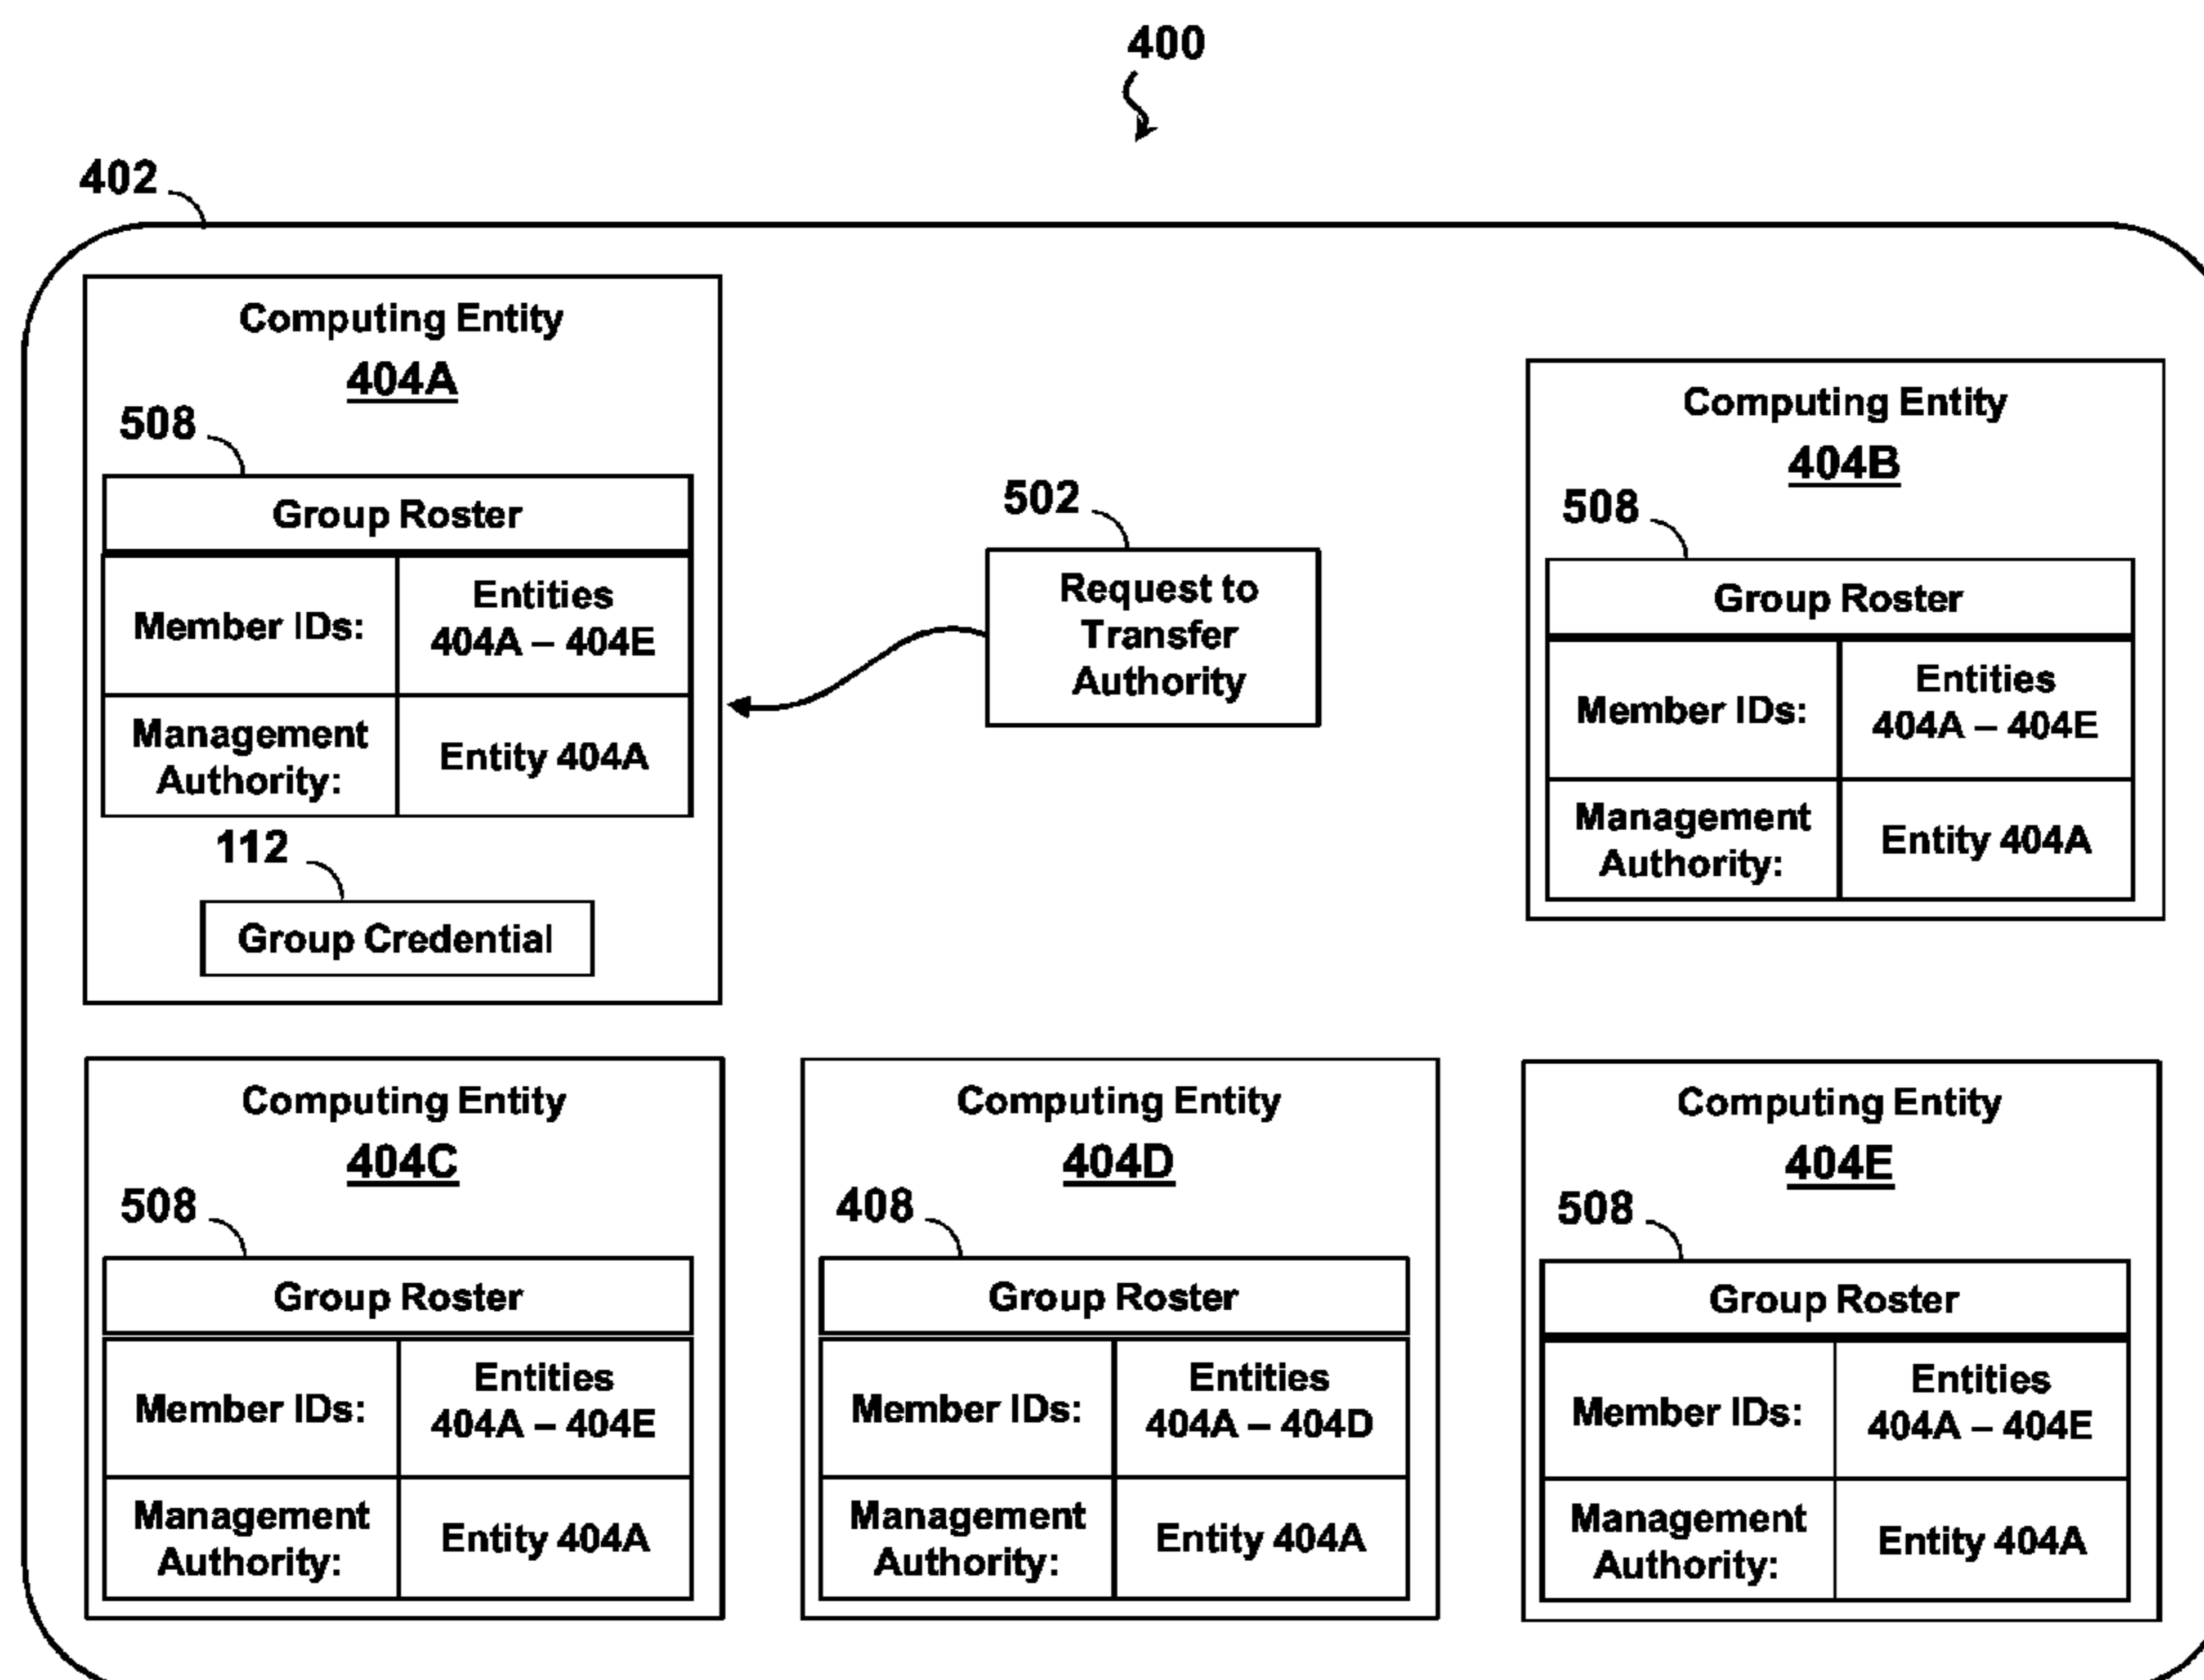 400
402
Computing Entity
404A
508
Group Roster
Member IDs:
Entities
404A – 404E
Management
Authority:
Entity 404A
112
Group Credential
502
Request to
Transfer
Authority
Computing Entity
404B
508
Group Roster
Member IDs:
Entities
404A – 404E
Management
Authority:
Entity 404A
Computing Entity
404C
508
Group Roster
Member IDs:
Entities
404A – 404E
Management
Authority:
Entity 404A
Computing Entity
404D
408
Group Roster
Member IDs:
Entities
404A – 404D
Management
Authority:
Entity 404A
Computing Entity
404E
508
Group Roster
Member IDs:
Entities
404A – 404E
Management
Authority:
Entity 404A